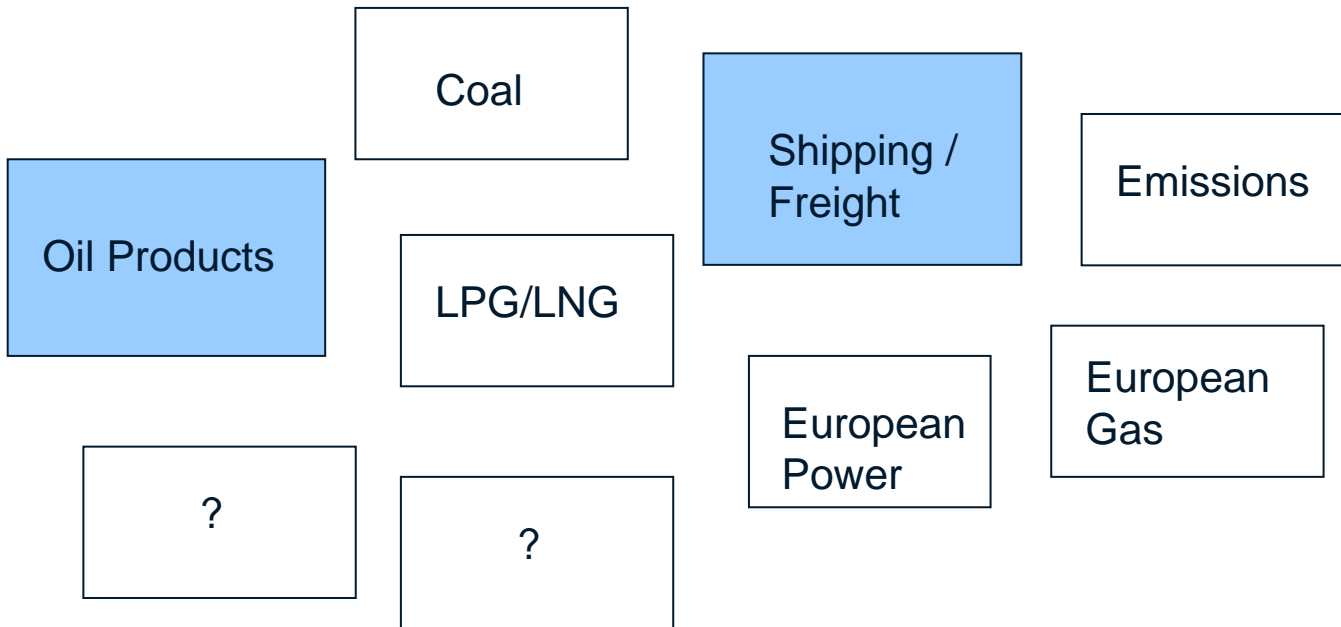 Coal
Shipping /
Freight
Emissions
Oil Products
LPG/LNG
European
Gas
European
Power
?
?